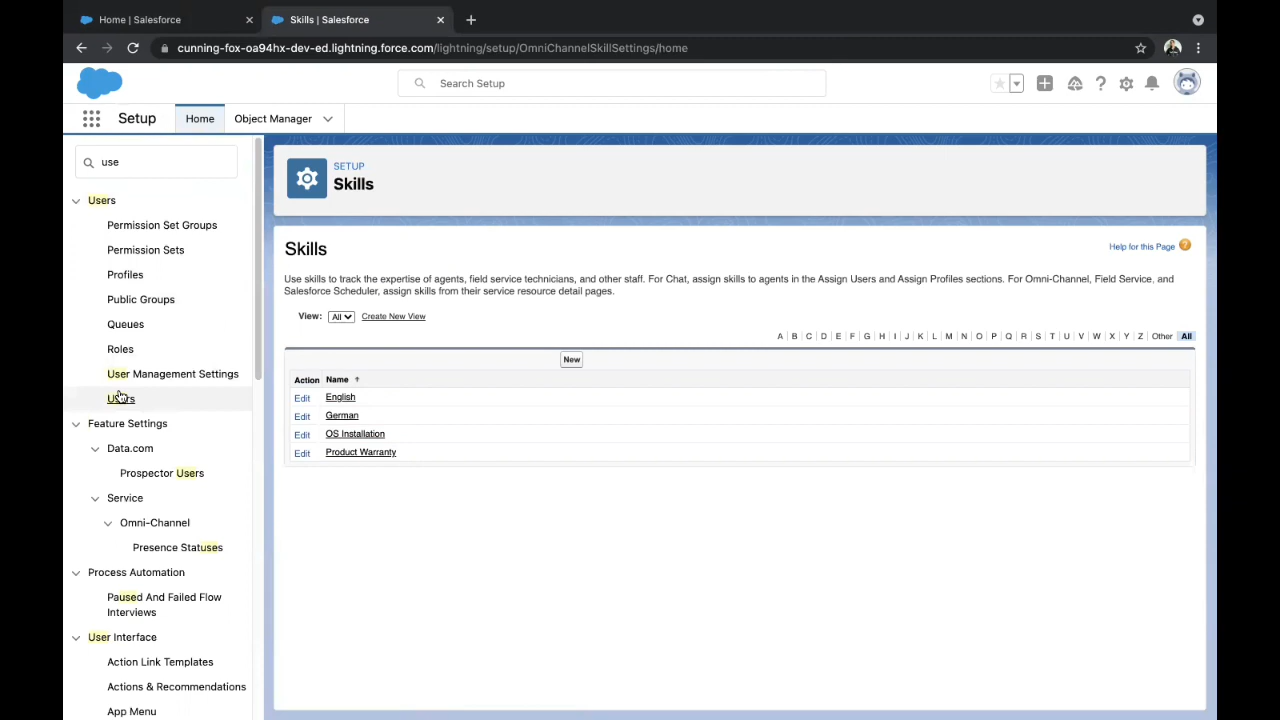 Home | Salesforce
Skills | Salesforce
cunning-fox-oa94hx-dev-ed.lightning.force.com/lightning/setup/OmniChannelSkillSettings/home
Search Setup
Setup
Home
Object Manager
use
Users
Permission Set Groups
Permission Sets
Profiles
Public Groups
Queues
Roles
User Management Settings
Users
Feature Settings
Data.com
Prospector Users
Service
Omni-Channel
Presence Statuses
Process Automation
Paused And Failed Flow
Interviews
User Interface
Action Link Templates
Actions & Recommendations
App Menu
SETUP
Skills
Skills
Help for this Page
Use skills to track the expertise of agents, field service technicians, and other staff. For Chat, assign skills to agents in the Assign Users and Assign Profiles sections. For Omni-Channel, Field Service, and
Salesforce Scheduler, assign skills from their service resource detail pages.
View: All Create New View
A | B | C | D | E | F | G | H | I | J | K | L | M | N | O | P | Q | R | S | T | U | V | W | X | Y | Z | Other | All
New
Action Name
Edit English
Edit German
Edit OS Installation
Edit Product Warranty